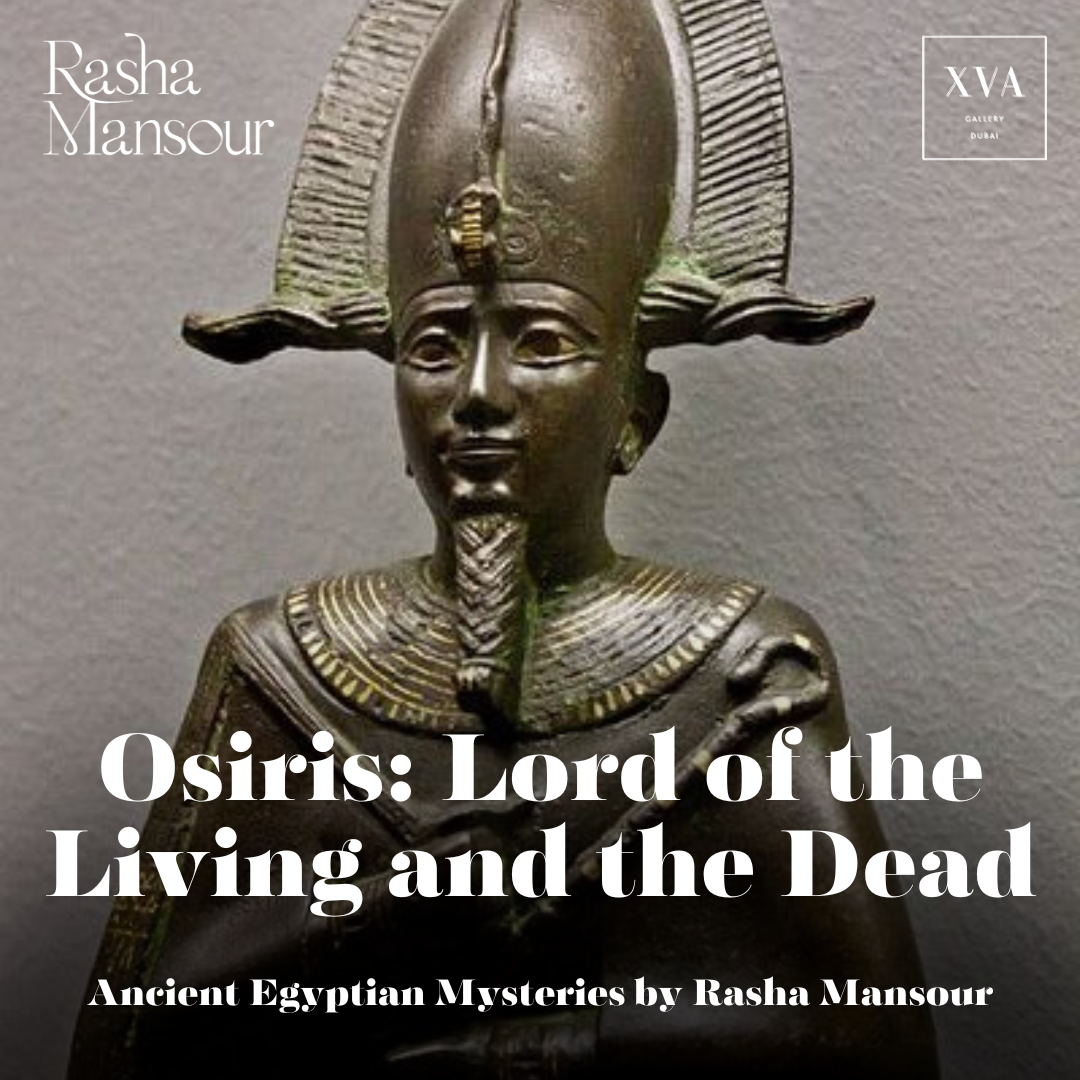 Rasha
Mansour
XVA
GALLERY
DUBAI
Osiris: Lord of the
Living and the Dead
Ancient Egyptian Mysteries by Rasha Mansour